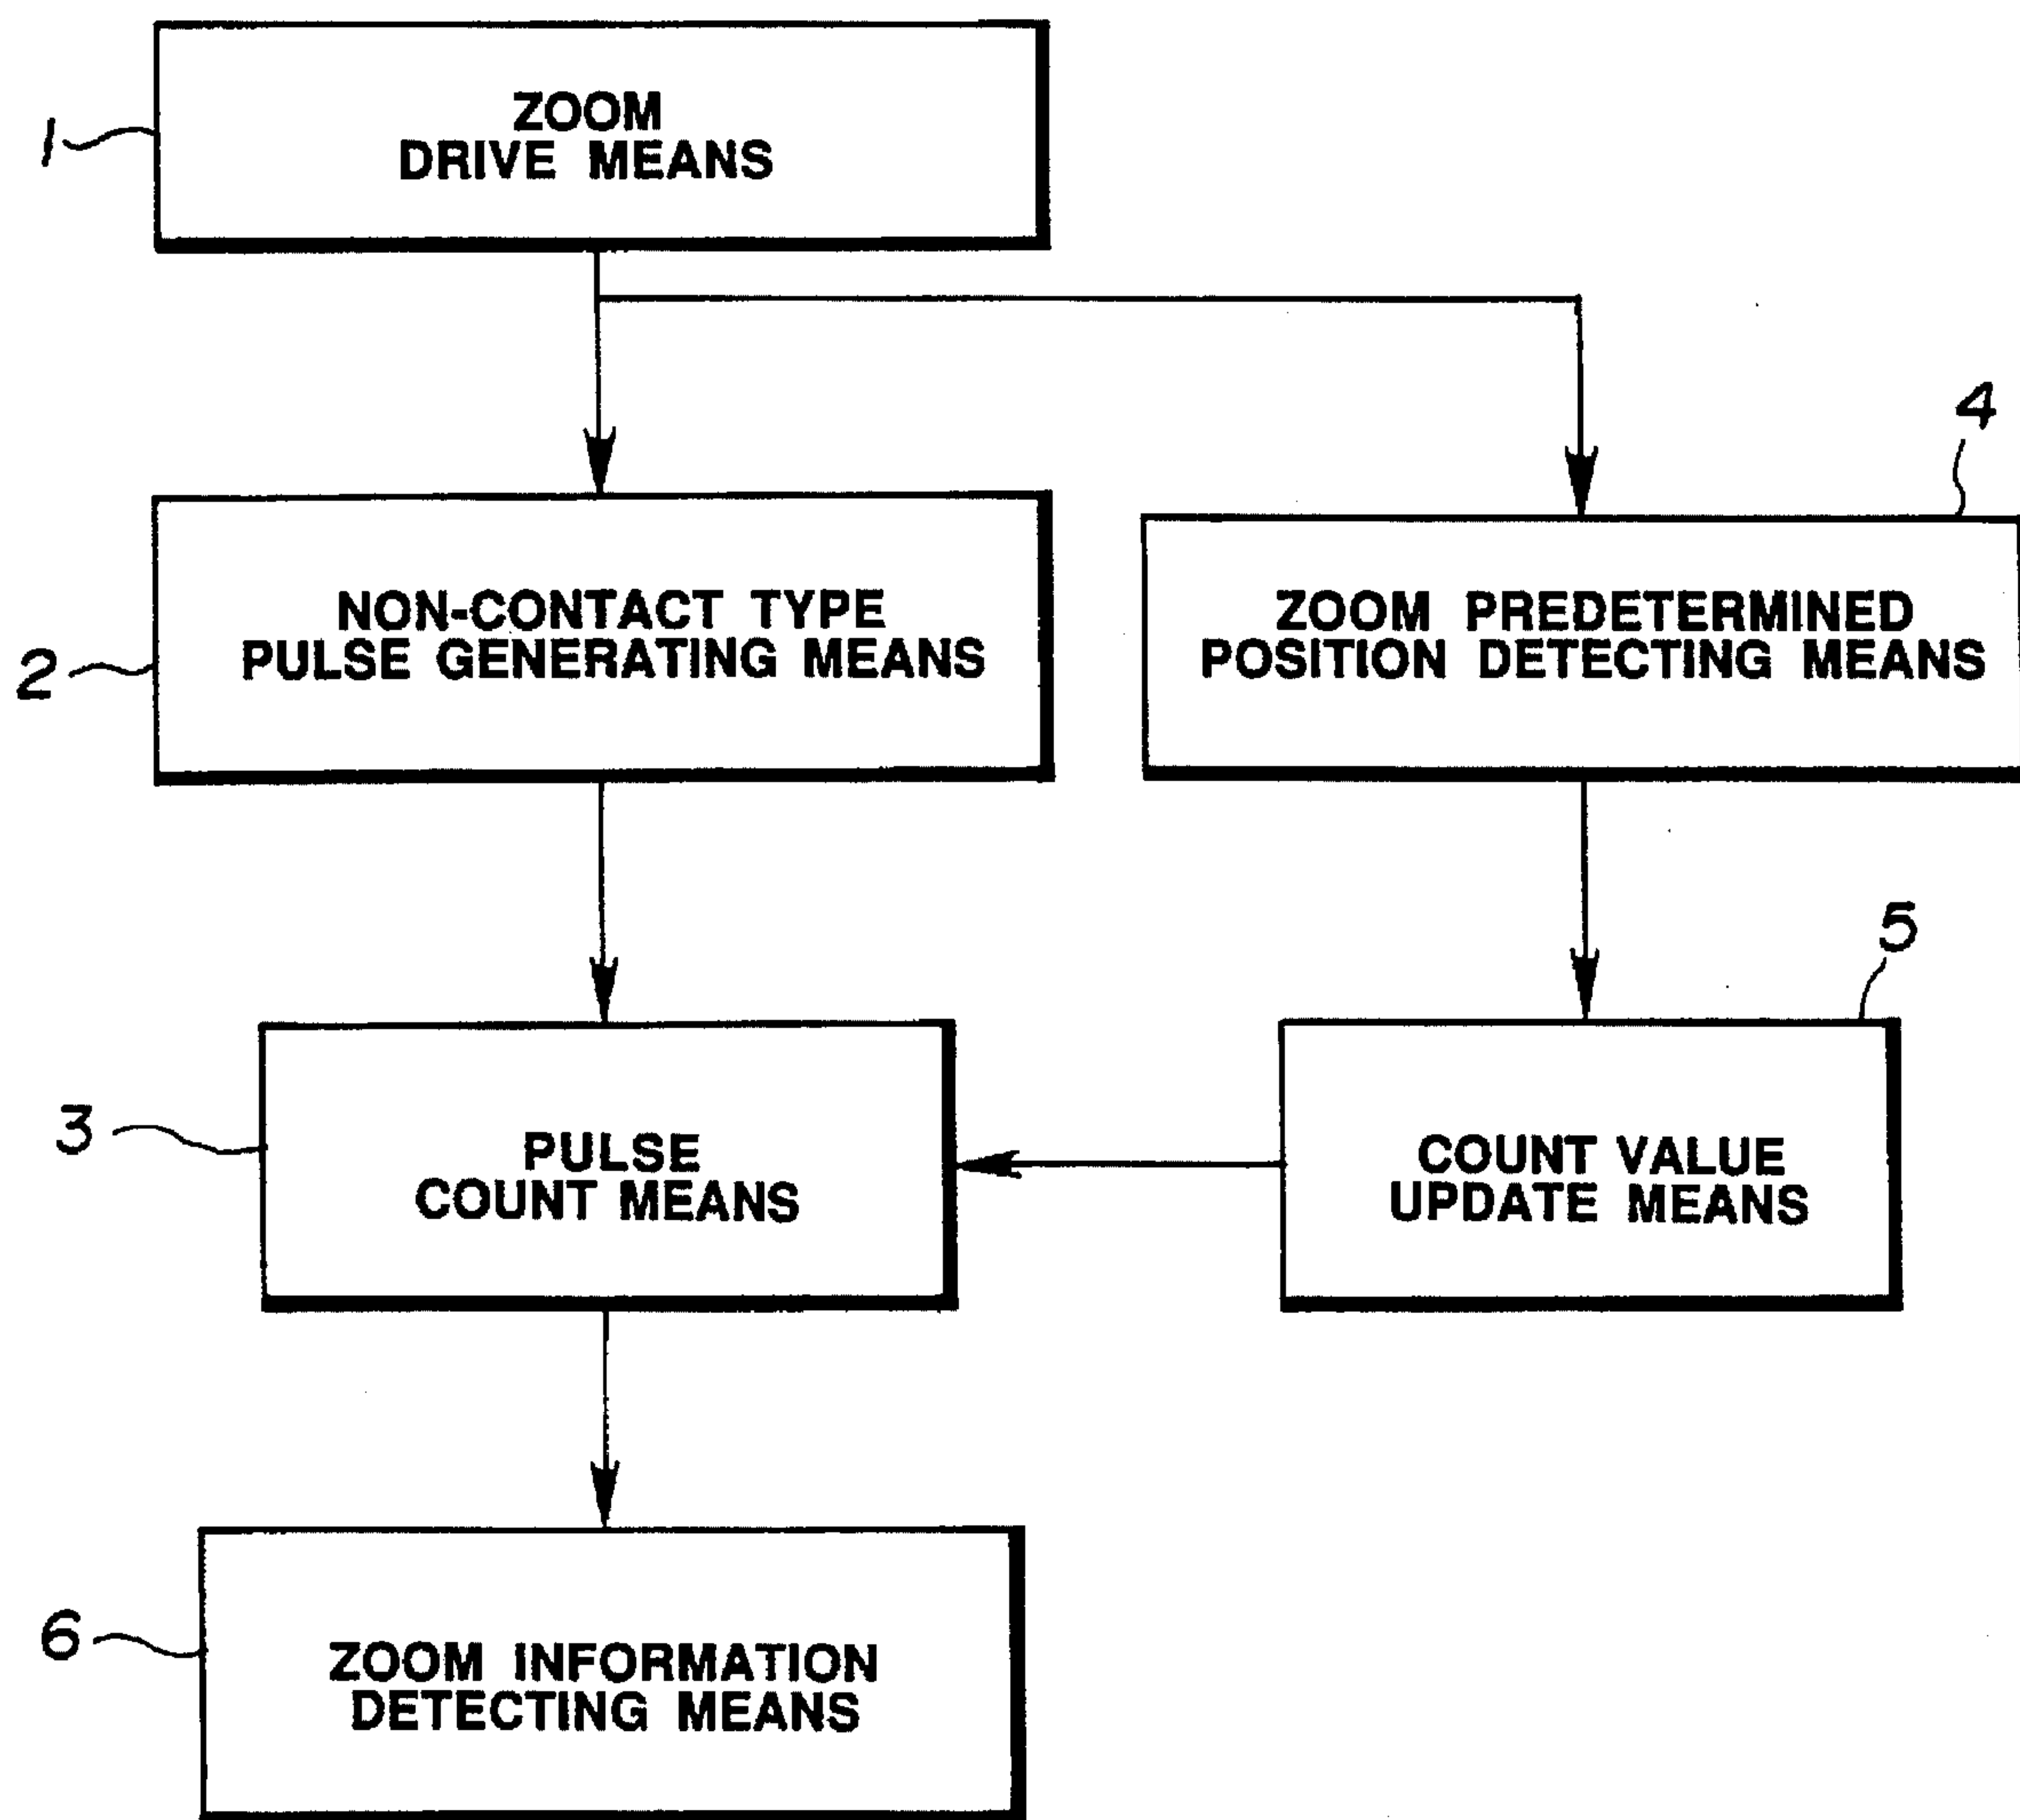 1
ZOOM
DRIVE MEANS
4
2
NON-CONTACT TYPE
PULSE GENERATING MEANS
ZOOM PREDETERMINED
POSITION DETECTING MEANS
5
3
PULSE
COUNT MEANS
COUNT VALUE
UPDATE MEANS
6
ZOOM INFORMATION
DETECTING MEANS